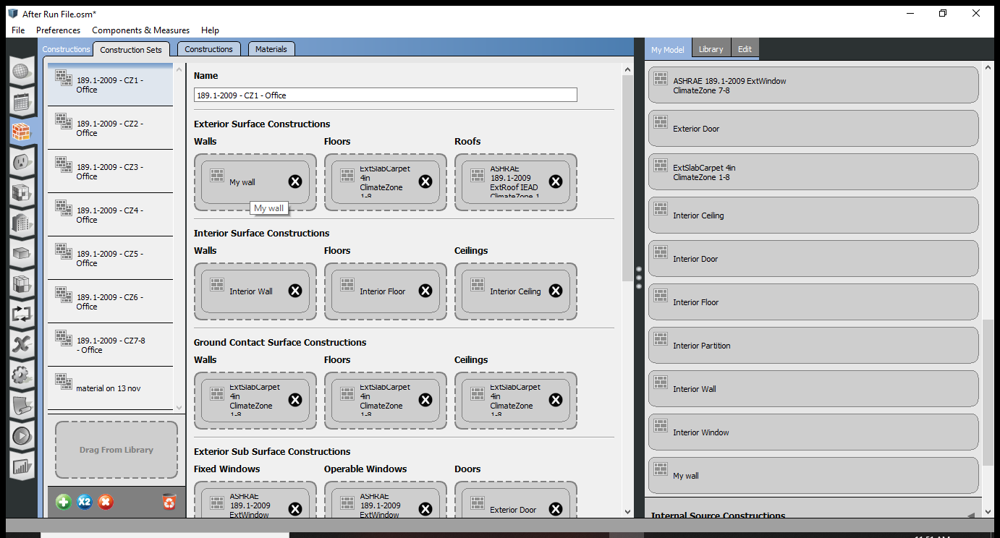 After Run File.osm*
File Preferences Components & Measures Help
Constructions Construction Sets Constructions Materials
My Model Library Edit
189.1-2009 - CZ1 -
Office
189.1-2009 - CZ2 -
Office
189.1-2009 - CZ3 -
Office
189.1-2009 - CZ4 -
Office
189.1-2009 - CZ5 -
Office
189.1-2009 - CZ6 -
Office
189.1-2009 - CZ7-8
- Office
material on 13 nov
Drag From Library
X2
Name
189.1-2009 - CZ1 - Office
Exterior Surface Constructions
Walls Floors Roofs
My wall
ExtSlabCarpet
4in
ClimateZone
1-8
ASHRAE
189.1-2009
ExtRoof IEAD
ClimateZone 1
My wall
Interior Surface Constructions
Walls Floors Ceilings
Interior Wall Interior Floor Interior Ceiling
Ground Contact Surface Constructions
Walls Floors Ceilings
ExtSlabCarpet
4in
ClimateZone
1-8
ExtSlabCarpet
4in
ClimateZone
1-8
ExtSlabCarpet
4in
ClimateZone
1-8
Exterior Sub Surface Constructions
Fixed Windows Operable Windows Doors
ASHRAE
189.1-2009
ExtWindow
ASHRAE
189.1-2009
ExtWindow
Exterior Door
ASHRAE 189.1-2009 ExtWindow
ClimateZone 7-8
Exterior Door
ExtSlabCarpet 4in
ClimateZone 1-8
Interior Ceiling
Interior Door
Interior Floor
Interior Partition
Interior Wall
Interior Window
My wall
Internal Source Constructions
11:51 AM